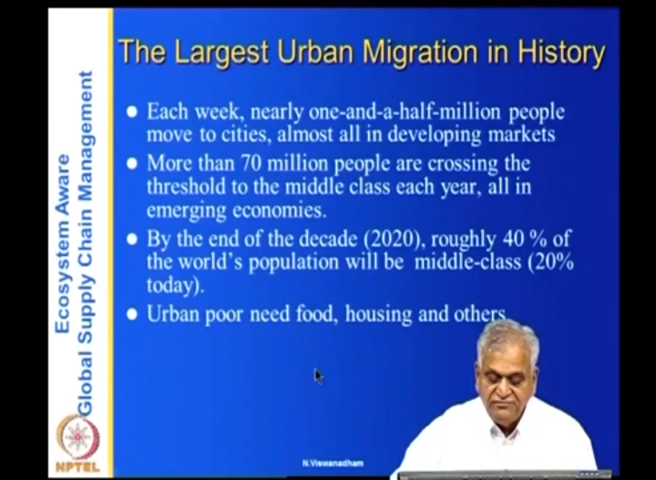 The Largest Urban Migration in History
Ecosystem Aware
Global Supply Chain Management
Each week, nearly one-and-a-half-million people
move to cities, almost all in developing markets
More than 70 million people are crossing the
threshold to the middle class each year, all in
emerging economies.
By the end of the decade (2020), roughly 40 % of
the world's population will be middle-class (20%
today).
Urban poor need food, housing and others
NPTEL
N.Viswanadham